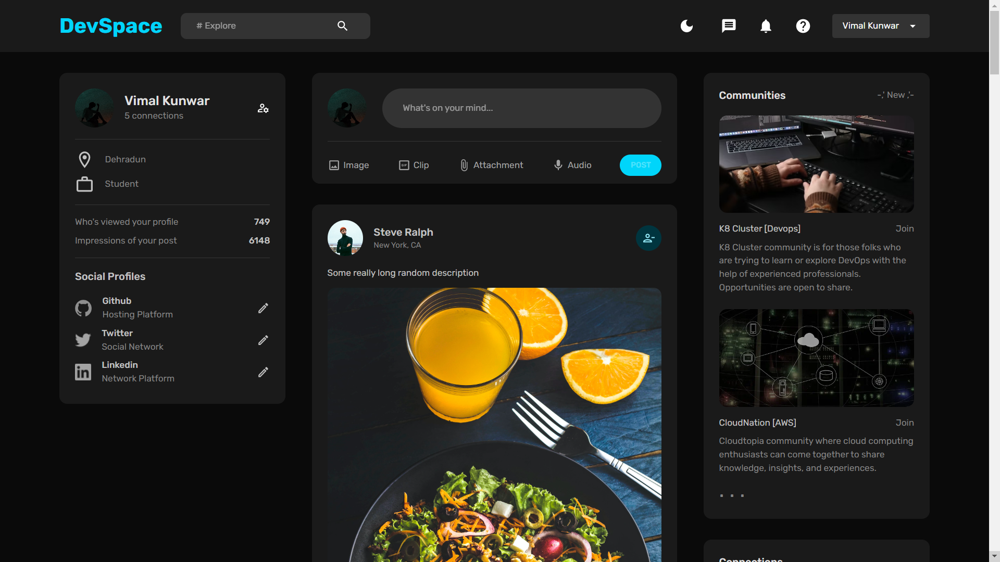 DevSpace
# Explore
Vimal Kunwar
Vimal Kunwar
5 connections
Dehradun
Student
Who's viewed your profile 749
Impressions of your post 6148
Social Profiles
Github
Hosting Platform
Twitter
Social Network
Linkedin
Network Platform
What's on your mind...
Image Clip Attachment Audio POST
Steve Ralph
New York, CA
Some really long random description
Communities -,' New ,'-
K8 Cluster [Devops] Join
K8 Cluster community is for those folks who
are trying to learn or explore DevOps with the
help of experienced professionals.
Opportunities are open to share.
CloudNation [AWS] Join
Cloudtopia community where cloud computing
enthusiasts can come together to share
knowledge, insights, and experiences.
. . .
Connections